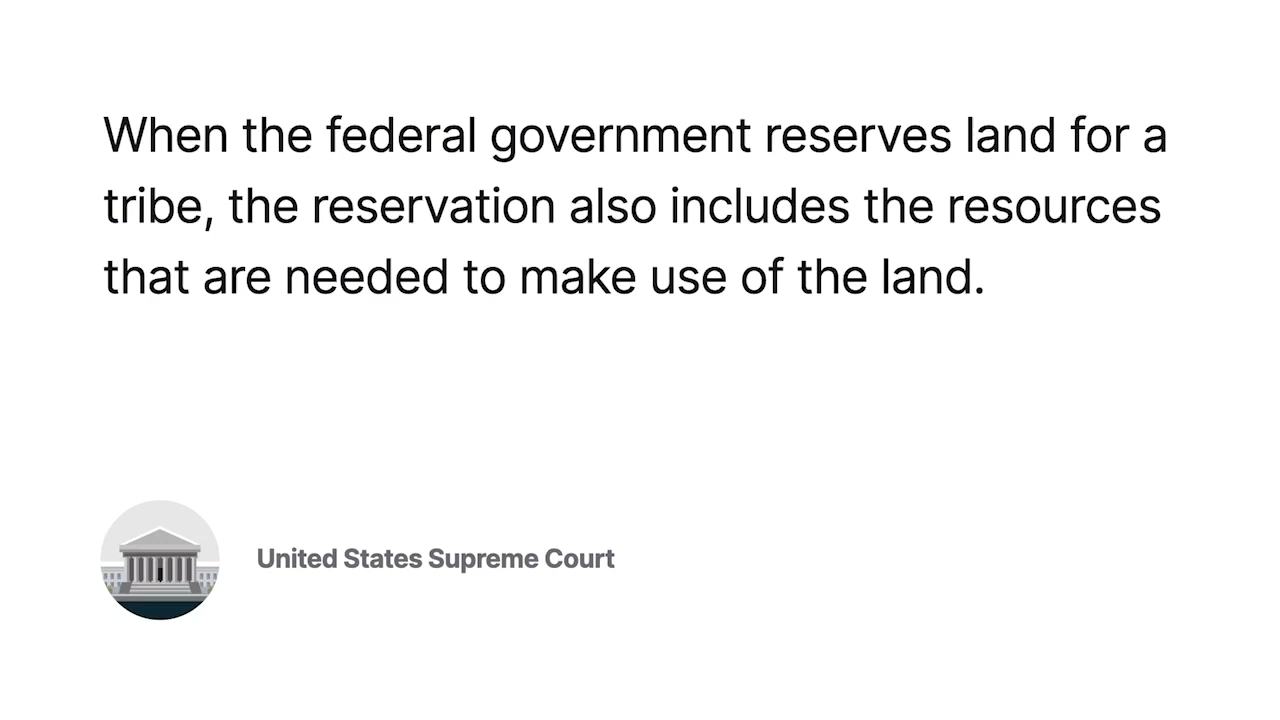 When the federal government reserves land for a
tribe, the reservation also includes the resources
that are needed to make use of the land.
United States Supreme Court